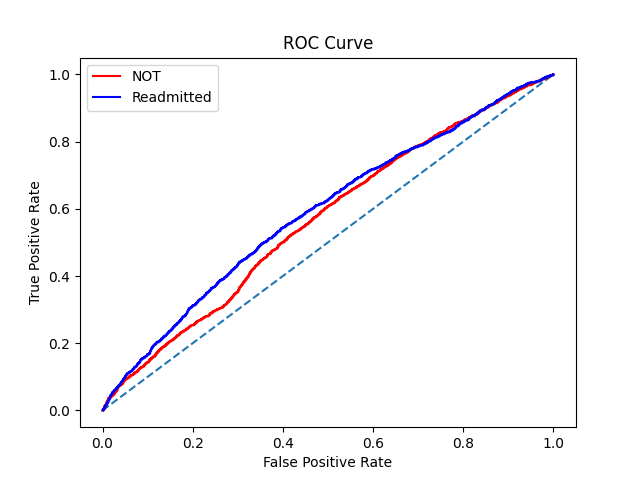 ROC Curve
NOT
Readmitted
True Positive Rate
1.0
0.8
0.6
0.4
0.2
0.0
0.0 0.2 0.4 0.6 0.8 1.0
False Positive Rate